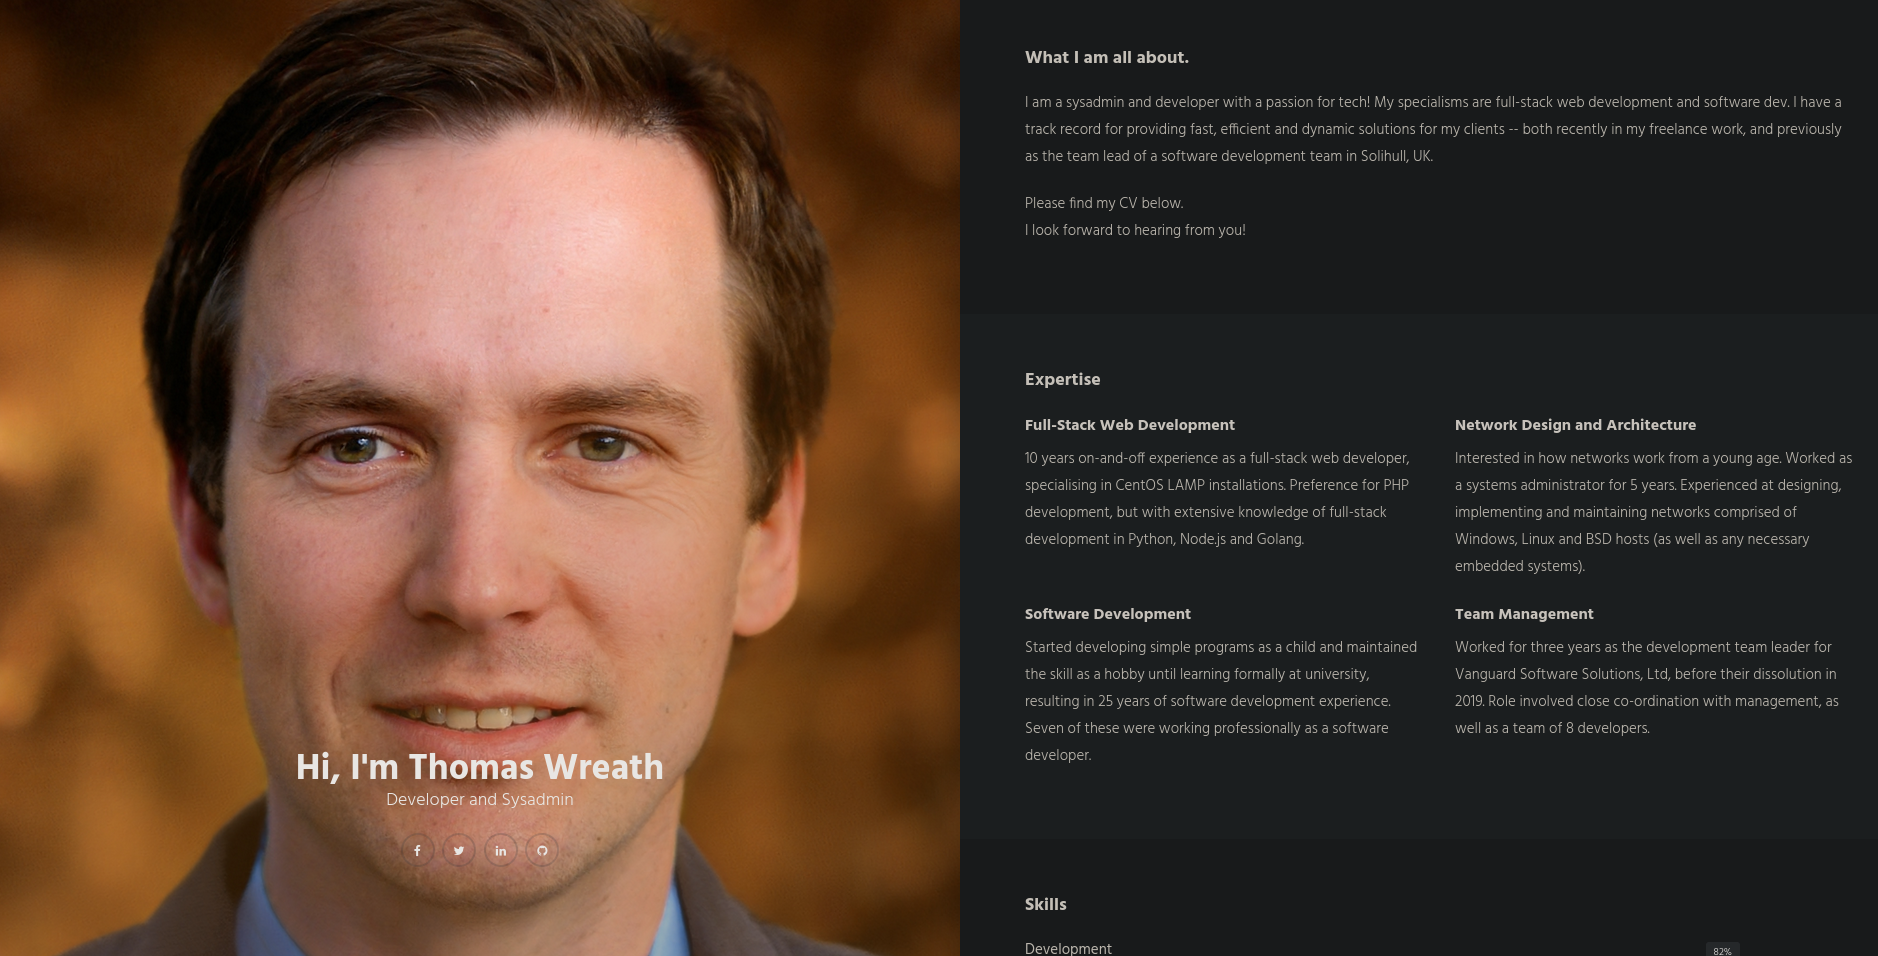 Hi, I'm Thomas Wreath
Developer and Sysadmin
What I am all about.
I am a sysadmin and developer with a passion for tech! My specialisms are full-stack web development and software dev. I have a
track record for providing fast, efficient and dynamic solutions for my clients -- both recently in my freelance work, and previously
as the team lead of a software development team in Solihull, UK.
Please find my CV below.
I look forward to hearing from you!
Expertise
Full-Stack Web Development
10 years on-and-off experience as a full-stack web developer,
specialising in CentOS LAMP installations. Preference for PHP
development, but with extensive knowledge of full-stack
development in Python, Node.js and Golang.
Network Design and Architecture
Interested in how networks work from a young age. Worked as
a systems administrator for 5 years. Experienced at designing,
implementing and maintaining networks comprised of
Windows, Linux and BSD hosts (as well as any necessary
embedded systems).
Software Development
Started developing simple programs as a child and maintained
the skill as a hobby until learning formally at university,
resulting in 25 years of software development experience.
Seven of these were working professionally as a software
developer.
Team Management
Worked for three years as the development team leader for
Vanguard Software Solutions, Ltd, before their dissolution in
2019. Role involved close co-ordination with management, as
well as a team of 8 developers.
Skills
Development
82%